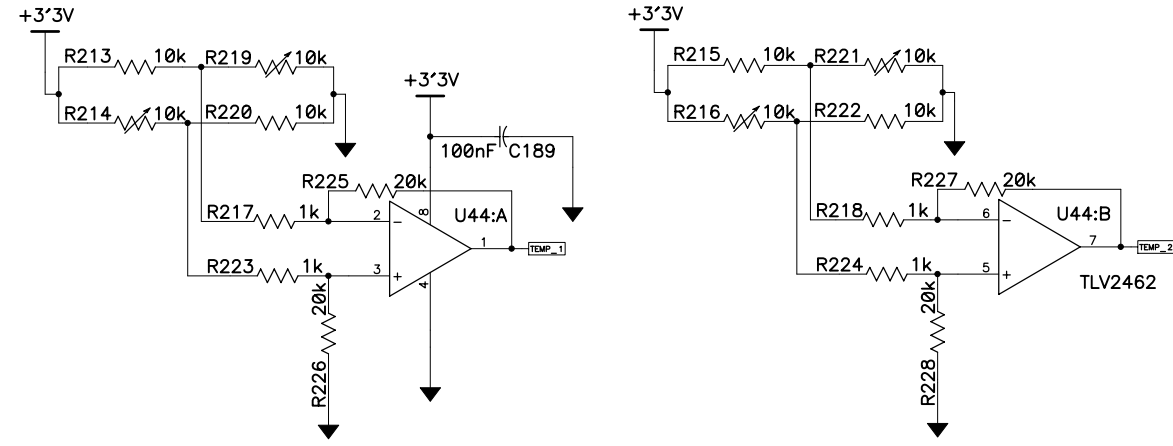 +3'3V
R213 10k R219 10k
R214 10k R220 10k
+3'3V
100nF C189
R225 20k
R217 1k 2 8 U44:A
1 TEMP_1
R223 1k 3 4
20k
R226
+3'3V
R215 10k R221 10k
R216 10k R222 10k
R227 20k
R218 1k 6 U44:B
7 TEMP_2
R224 1k 5
TLV2462
20k
R228